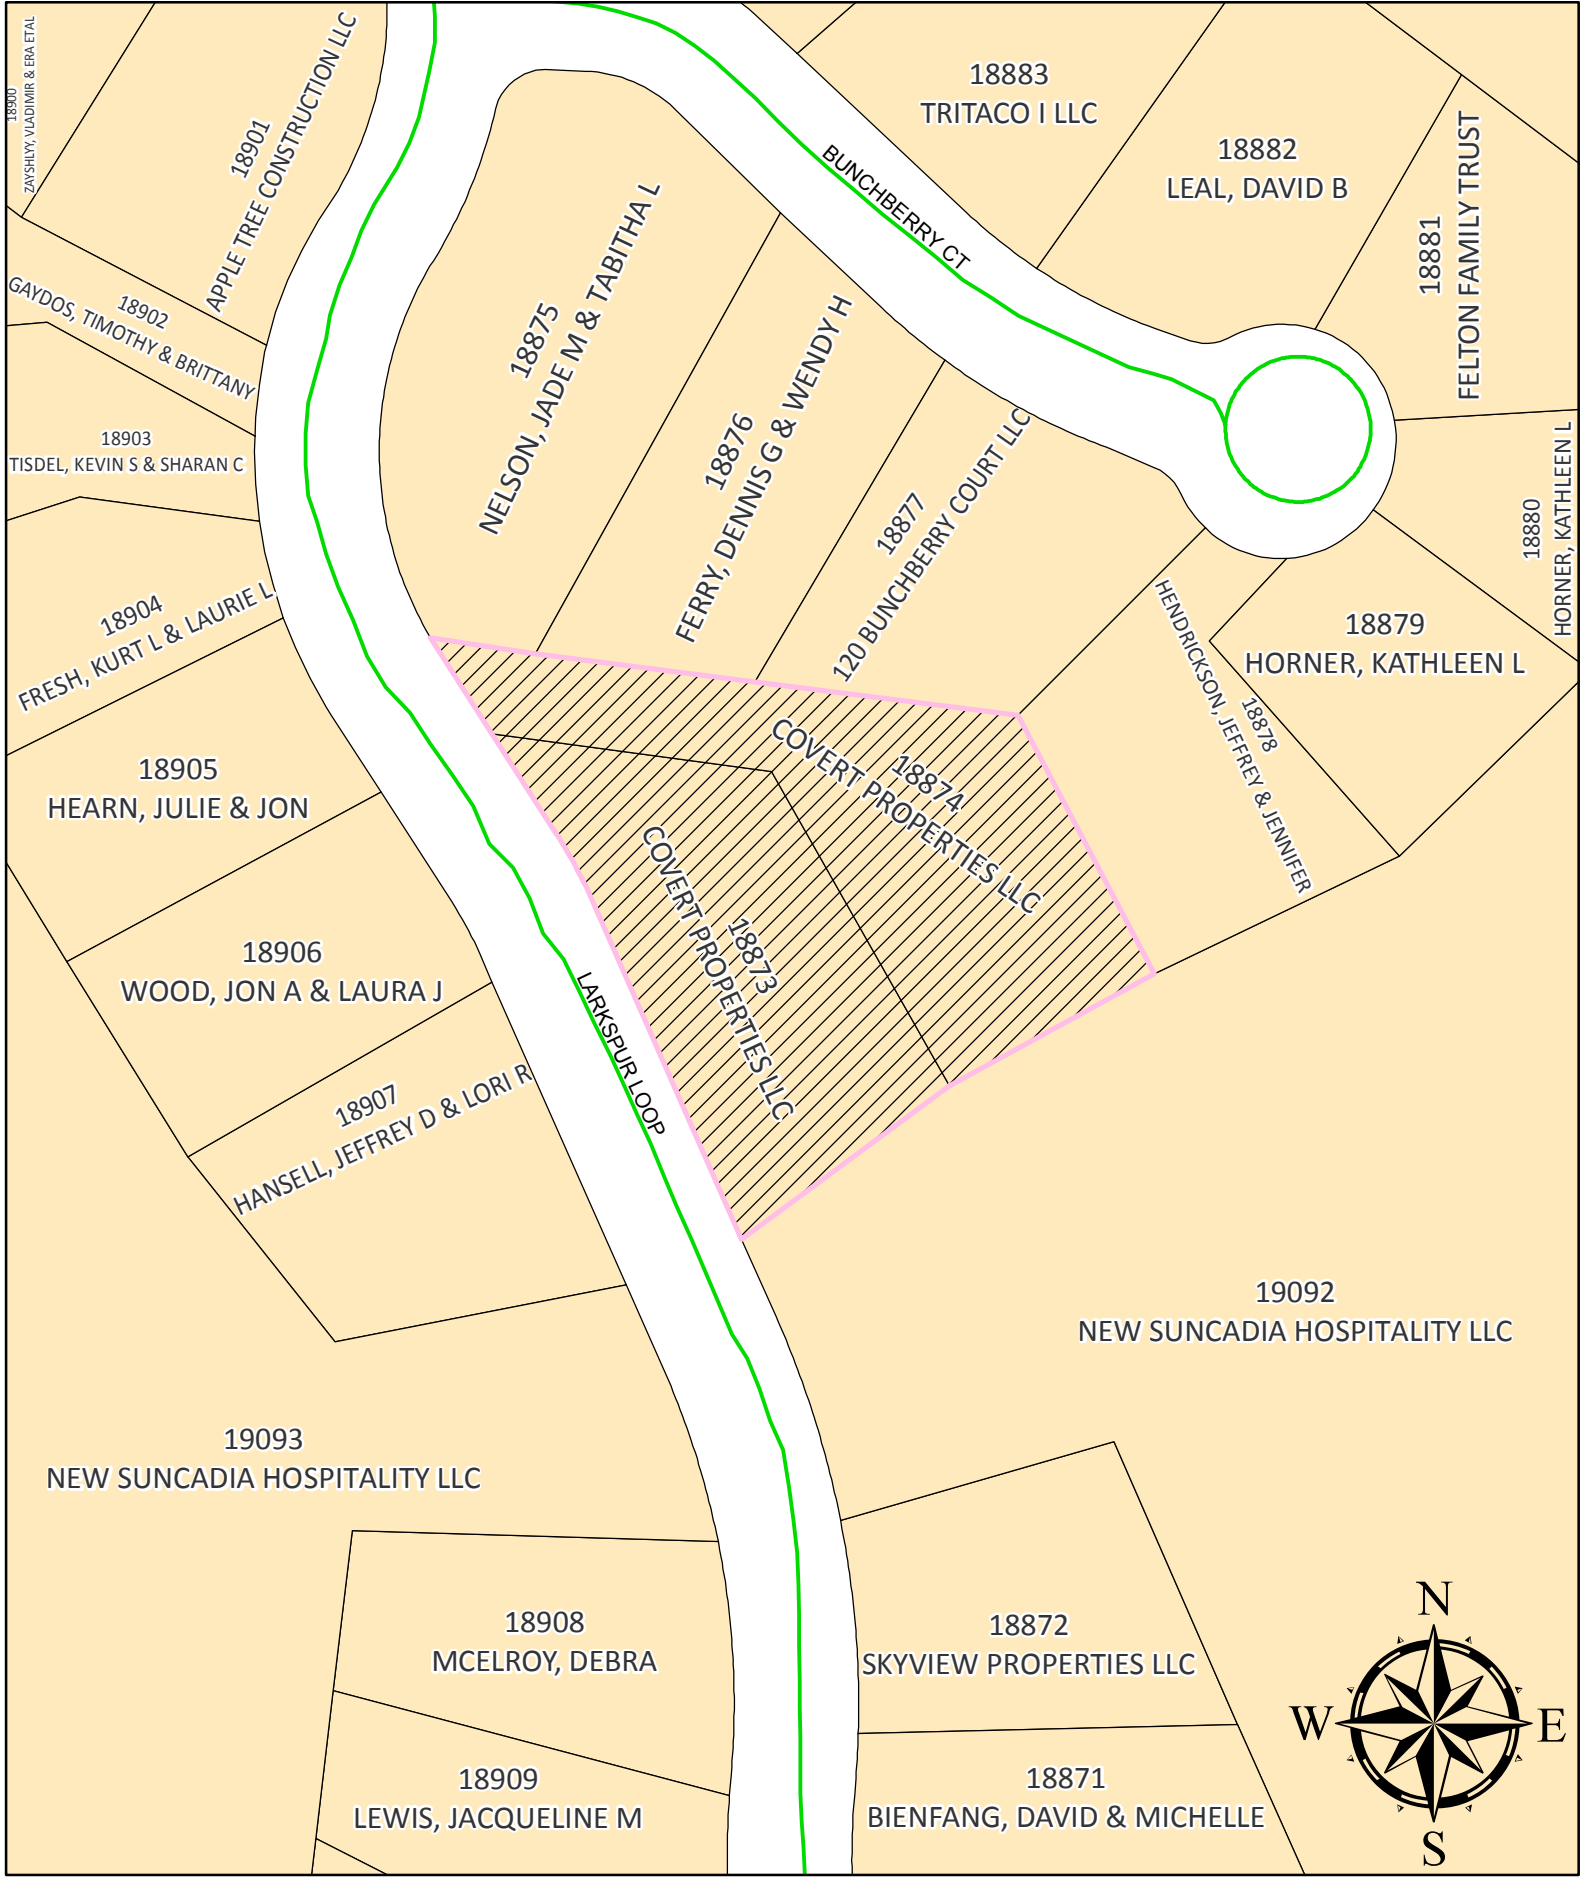 18900
ZAYSHLYY, VLADIMIR & ERA ETAL
18901
APPLE TREE CONSTRUCTION LLC
18883
TRITACO I LLC
18882
LEAL, DAVID B
18881
FELTON FAMILY TRUST
BUNCHBERRY CT
18902
GAYDOS, TIMOTHY & BRITTANY
18875
NELSON, JADE M & TABITHA L
18876
FERRY, DENNIS G & WENDY H
18877
120 BUNCHBERRY COURT LLC
18903
TISDEL, KEVIN S & SHARAN C
18880
HORNER, KATHLEEN L
18904
FRESH, KURT L & LAURIE L
18879
HORNER, KATHLEEN L
18878
HENDRICKSON, JEFFREY & JENNIFER
18905
HEARN, JULIE & JON
18874
COVERT PROPERTIES LLC
18873
COVERT PROPERTIES LLC
18906
WOOD, JON A & LAURA J
LARKSPUR LOOP
18907
HANSELL, JEFFREY D & LORI R
19092
NEW SUNCADIA HOSPITALITY LLC
19093
NEW SUNCADIA HOSPITALITY LLC
18908
MCELROY, DEBRA
18872
SKYVIEW PROPERTIES LLC
18909
LEWIS, JACQUELINE M
18871
BIENFANG, DAVID & MICHELLE
N
W
E
S